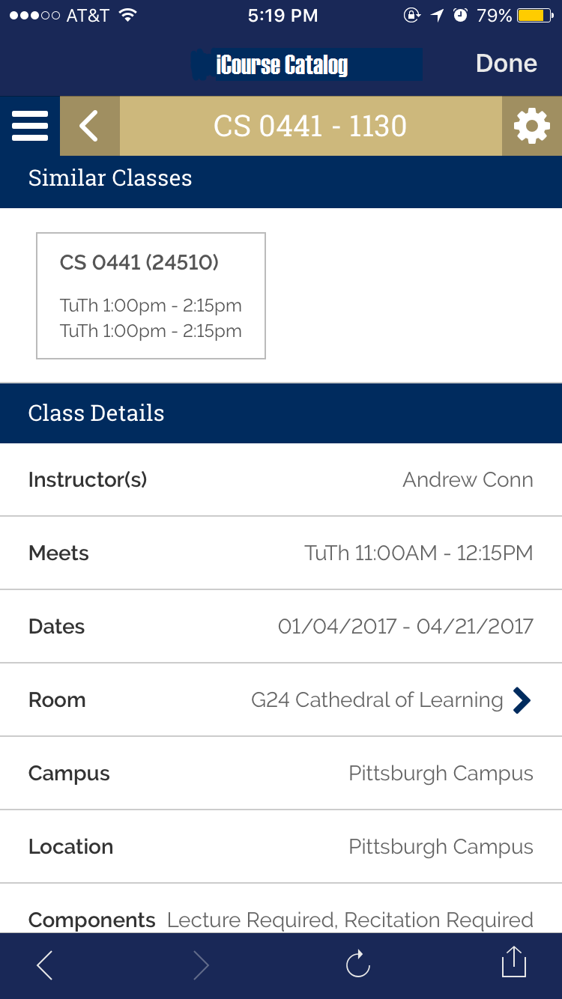 AT&T 5:19 PM 79%
iCourse Catalog Done
CS 0441 - 1130
Similar Classes
CS 0441 (24510)
TuTh 1:00pm - 2:15pm
TuTh 1:00pm - 2:15pm
Class Details
Instructor(s) Andrew Conn
Meets TuTh 11:00AM - 12:15PM
Dates 01/04/2017 - 04/21/2017
Room G24 Cathedral of Learning
Campus Pittsburgh Campus
Location Pittsburgh Campus
Components Lecture Required, Recitation Required